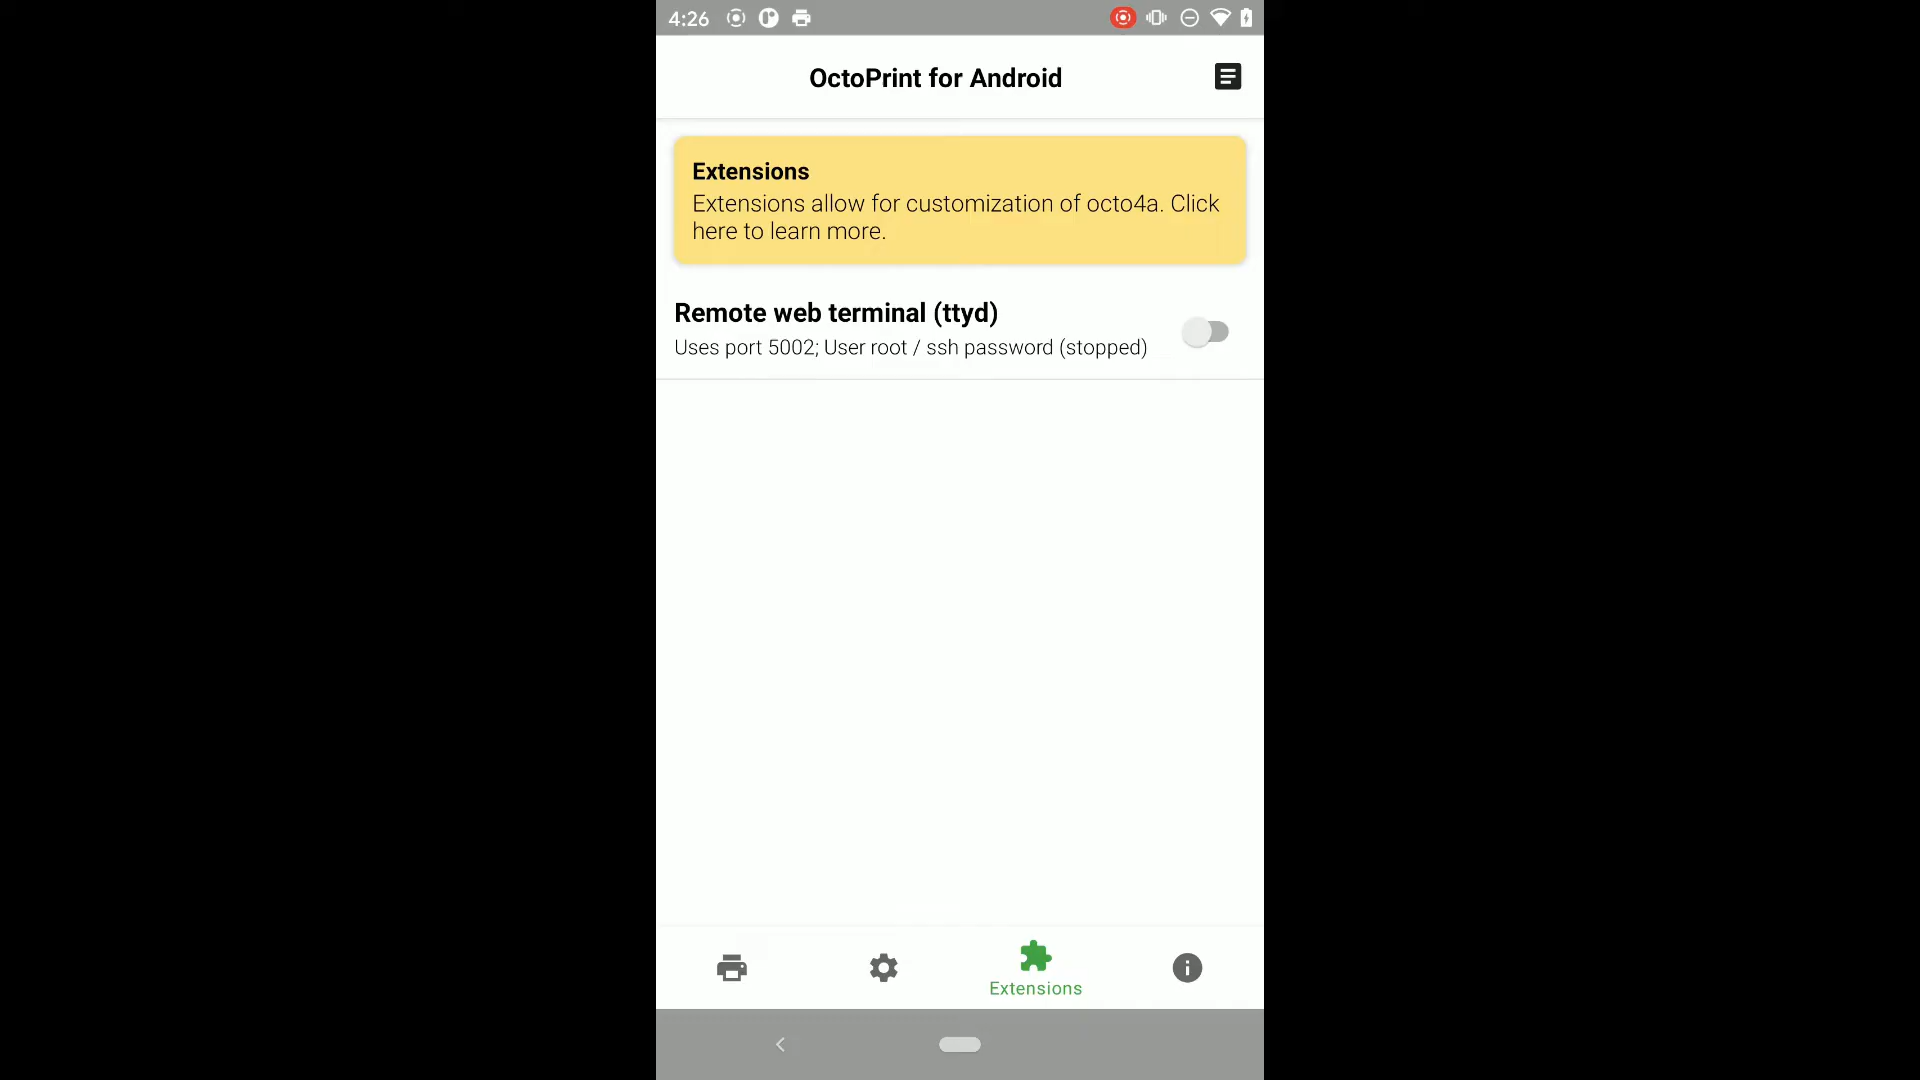 4:26
OctoPrint for Android
Extensions
Extensions allow for customization of octo4a. Click
here to learn more.
Remote web terminal (ttyd)
Uses port 5002; User root / ssh password (stopped)
Extensions